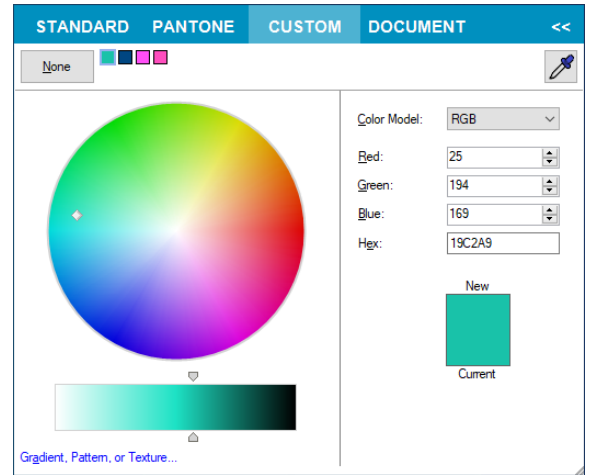 STANDARD PANTONE CUSTOM DOCUMENT <<
None
Color Model: RGB
Red: 25
Green: 194
Blue: 169
Hex: 19C2A9
New
Current
Gradient, Pattern, or Texture...